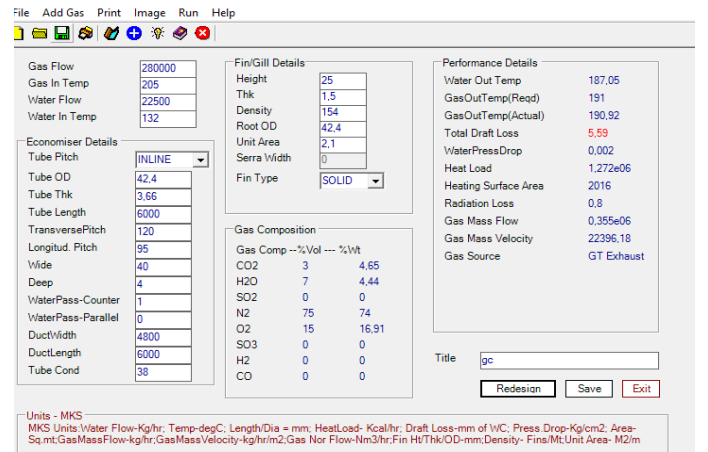 File Add Gas Print Image Run Help
Gas Flow 280000
Gas In Temp 205
Water Flow 22500
Water In Temp 132
Economiser Details
Tube Pitch INLINE
Tube OD 42,4
Tube Thk 3,66
Tube Length 6000
TransversePitch 120
Longitud. Pitch 95
Wide 40
Deep 4
WaterPass-Counter 1
WaterPass-Parallel 0
DuctWidth 4800
DuctLength 6000
Tube Cond 38
Fin/Gill Details
Height 25
Thk 1,5
Density 154
Root OD 42,4
Unit Area 2,1
Serra Width 0
Fin Type SOLID
Gas Composition
Gas Comp --%Vol --- %Wt
CO2 3 4,65
H2O 7 4,44
SO2 0 0
N2 75 74
O2 15 16,91
SO3 0 0
H2 0 0
CO 0 0
Performance Details
Water Out Temp 187,05
GasOutTemp(Reqd) 191
GasOutTemp(Actual) 190,92
Total Draft Loss 5,59
WaterPressDrop 0,002
Heat Load 1,272e06
Heating Surface Area 2016
Radiation Loss 0,8
Gas Mass Flow 0,355e06
Gas Mass Velocity 22396,18
Gas Source GT Exhaust
Title gc
Redesign Save Exit
Units - MKS
MKS Units:Water Flow-Kg/hr; Temp-degC; Length/Dia = mm; HeatLoad- Kcal/hr; Draft Loss-mm of WC; Press.Drop-Kg/cm2; Area-
Sq.mt;GasMassFlow-kg/hr;GasMassVelocity-kg/hr/m2;Gas Nor Flow-Nm3/hr;Fin Ht/Thk/OD-mm;Density- Fins/Mt;Unit Area- M2/m